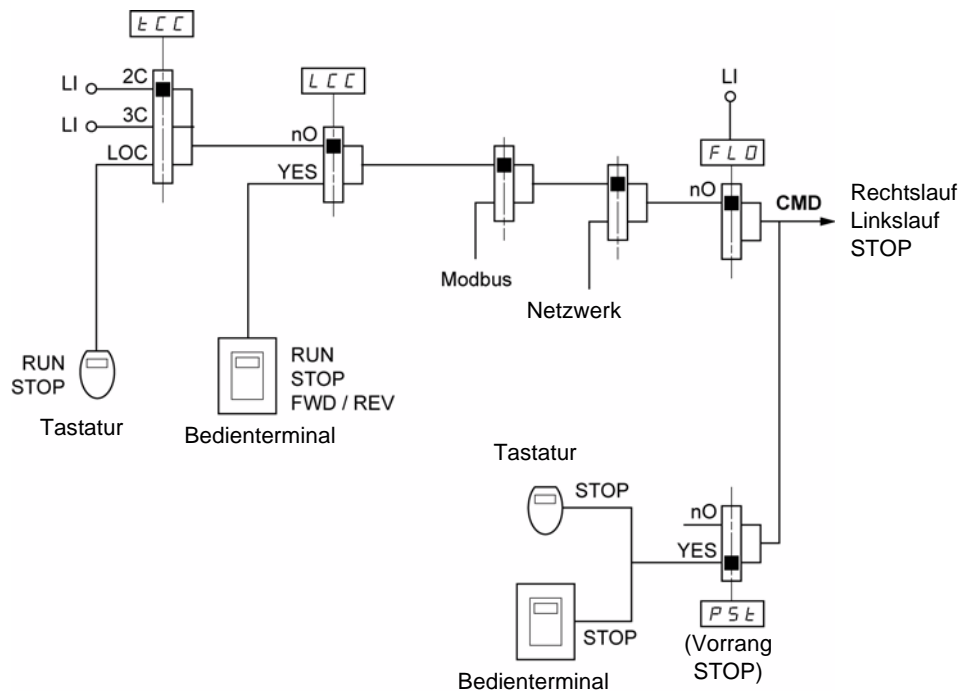 tCC
LI
2C
LI
3C
LOC
LCC
nO
YES
LI
FLO
nO
CMD
Rechtslauf
Linkslauf
STOP
Modbus
Netzwerk
RUN
STOP
Tastatur
RUN
STOP
FWD / REV
Bedienterminal
Tastatur
STOP
nO
YES
STOP
Bedienterminal
PSt
(Vorrang
STOP)